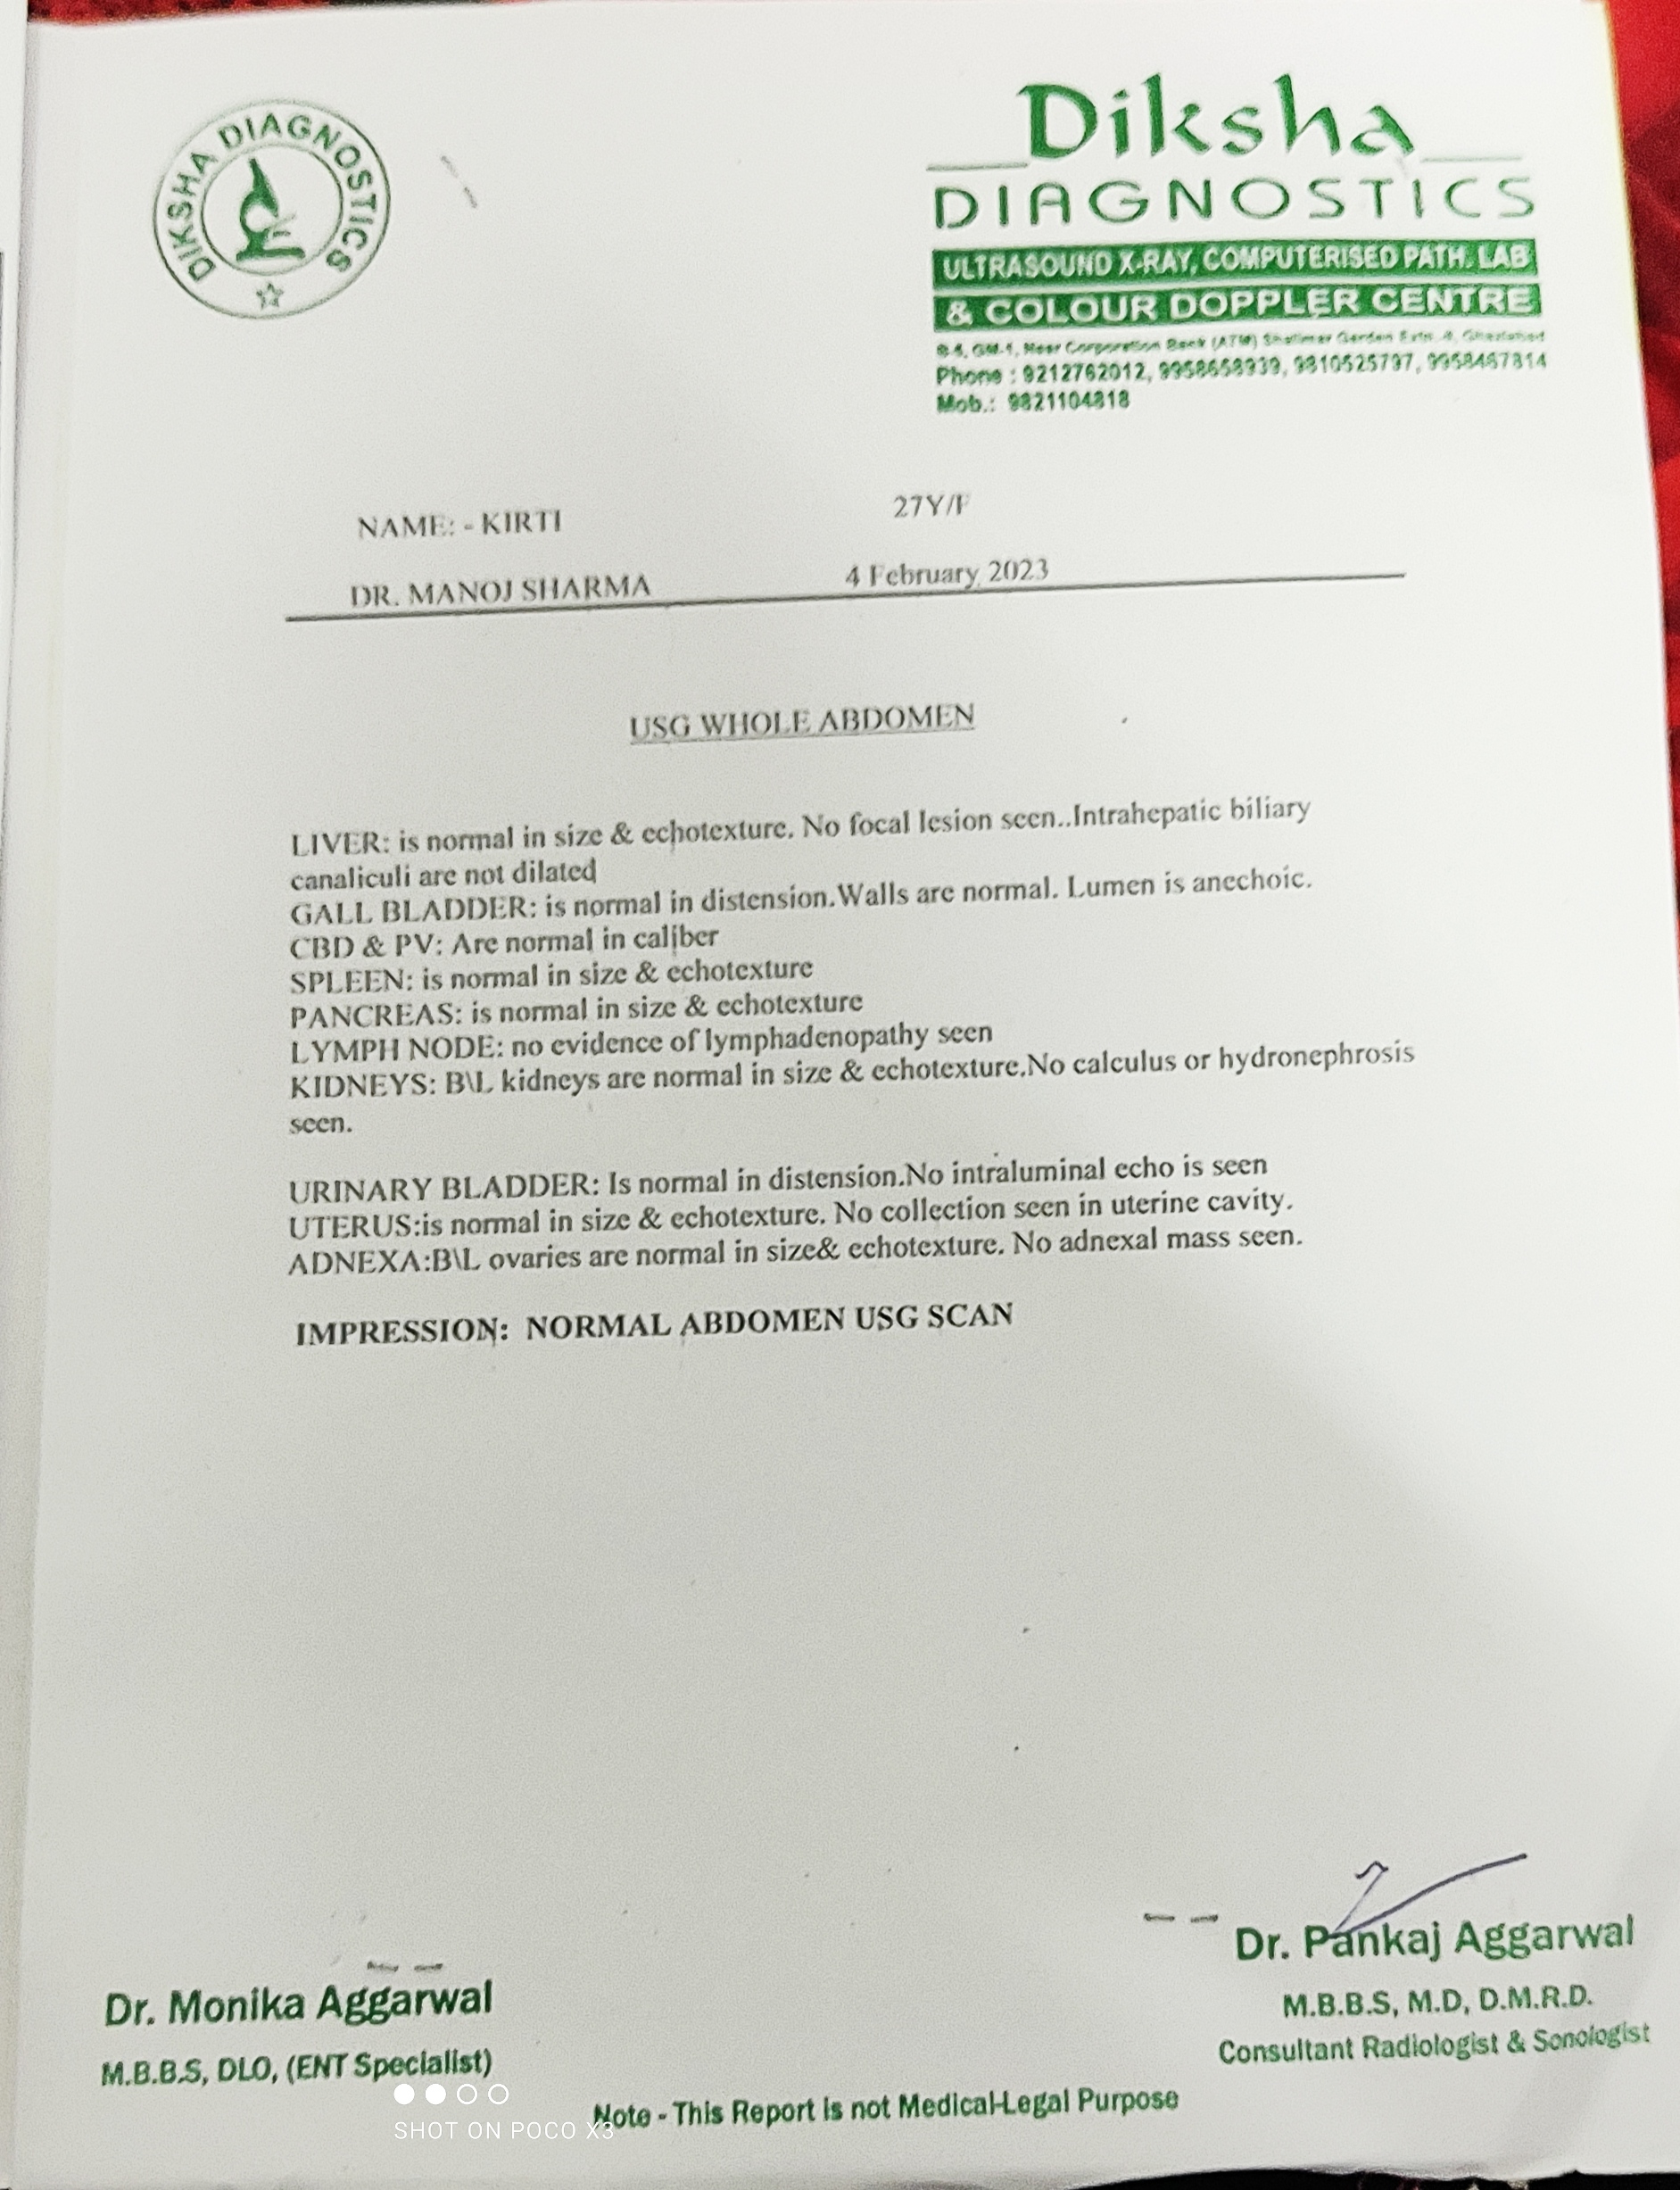 DIKSHA DIAGNOSTICS
Diksha
DIAGNOSTICS
ULTRASOUND X-RAY, COMPUTERISED PATH. LAB
& COLOUR DOPPLER CENTRE
Near Corporation Bank (ATM) Shalimar Garden
Phone : 9212762012, 9958658939, 9810525797, 9958467814
Mob.: 9821104818
NAME: - KIRTI 27Y/F
DR. MANOJ SHARMA 4 February, 2023
USG WHOLE ABDOMEN
LIVER: is normal in size & echotexture. No focal lesion seen..Intrahepatic biliary
canaliculi are not dilated
GALL BLADDER: is normal in distension.Walls are normal. Lumen is anechoic.
CBD & PV: Are normal in caliber
SPLEEN: is normal in size & echotexture
PANCREAS: is normal in size & echotexture
LYMPH NODE: no evidence of lymphadenopathy seen
KIDNEYS: B\L kidneys are normal in size & echotexture.No calculus or hydronephrosis
seen.
URINARY BLADDER: Is normal in distension.No intraluminal echo is seen
UTERUS:is normal in size & echotexture. No collection seen in uterine cavity.
ADNEXA:B\L ovaries are normal in size& echotexture. No adnexal mass seen.
IMPRESSION: NORMAL ABDOMEN USG SCAN
Dr. Monika Aggarwal
M.B.B.S, DLO, (ENT Specialist)
Dr. Pankaj Aggarwal
M.B.B.S, M.D, D.M.R.D.
Consultant Radiologist & Sonologist
Note - This Report is not Medical-Legal Purpose
SHOT ON POCO X3